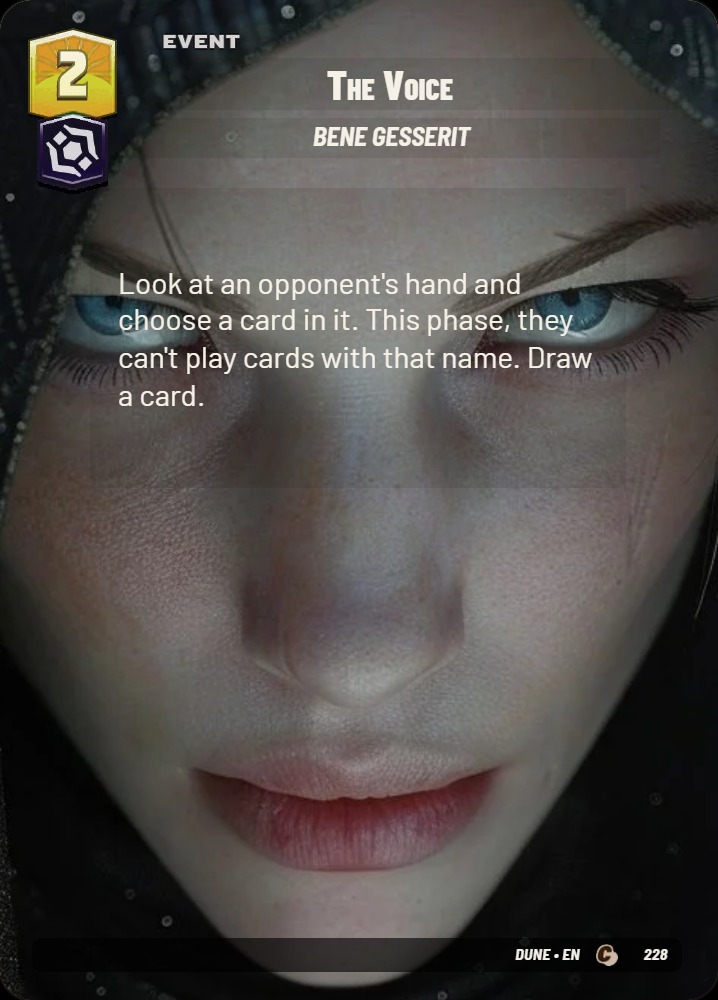 2
EVENT
The Voice
BENE GESSERIT
Look at an opponent's hand and
choose a card in it. This phase, they
can't play cards with that name. Draw
a card.
DUNE • EN C 228